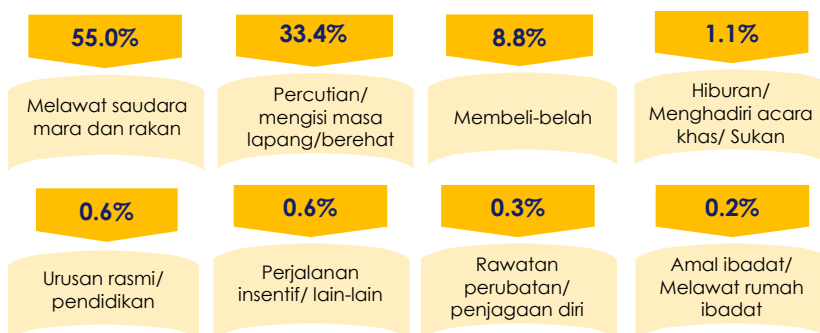 55.0%
33.4%
8.8%
1.1%
Melawat saudara
mara dan rakan
Percutian/
mengisi masa
lapang/berehat
Membeli-belah
Hiburan/
Menghadiri acara
khas/ Sukan
0.6%
0.6%
0.3%
0.2%
Urusan rasmi/
pendidikan
Perjalanan
insentif/ lain-lain
Rawatan
perubatan/
penjagaan diri
Amal ibadat/
Melawat rumah
ibadat